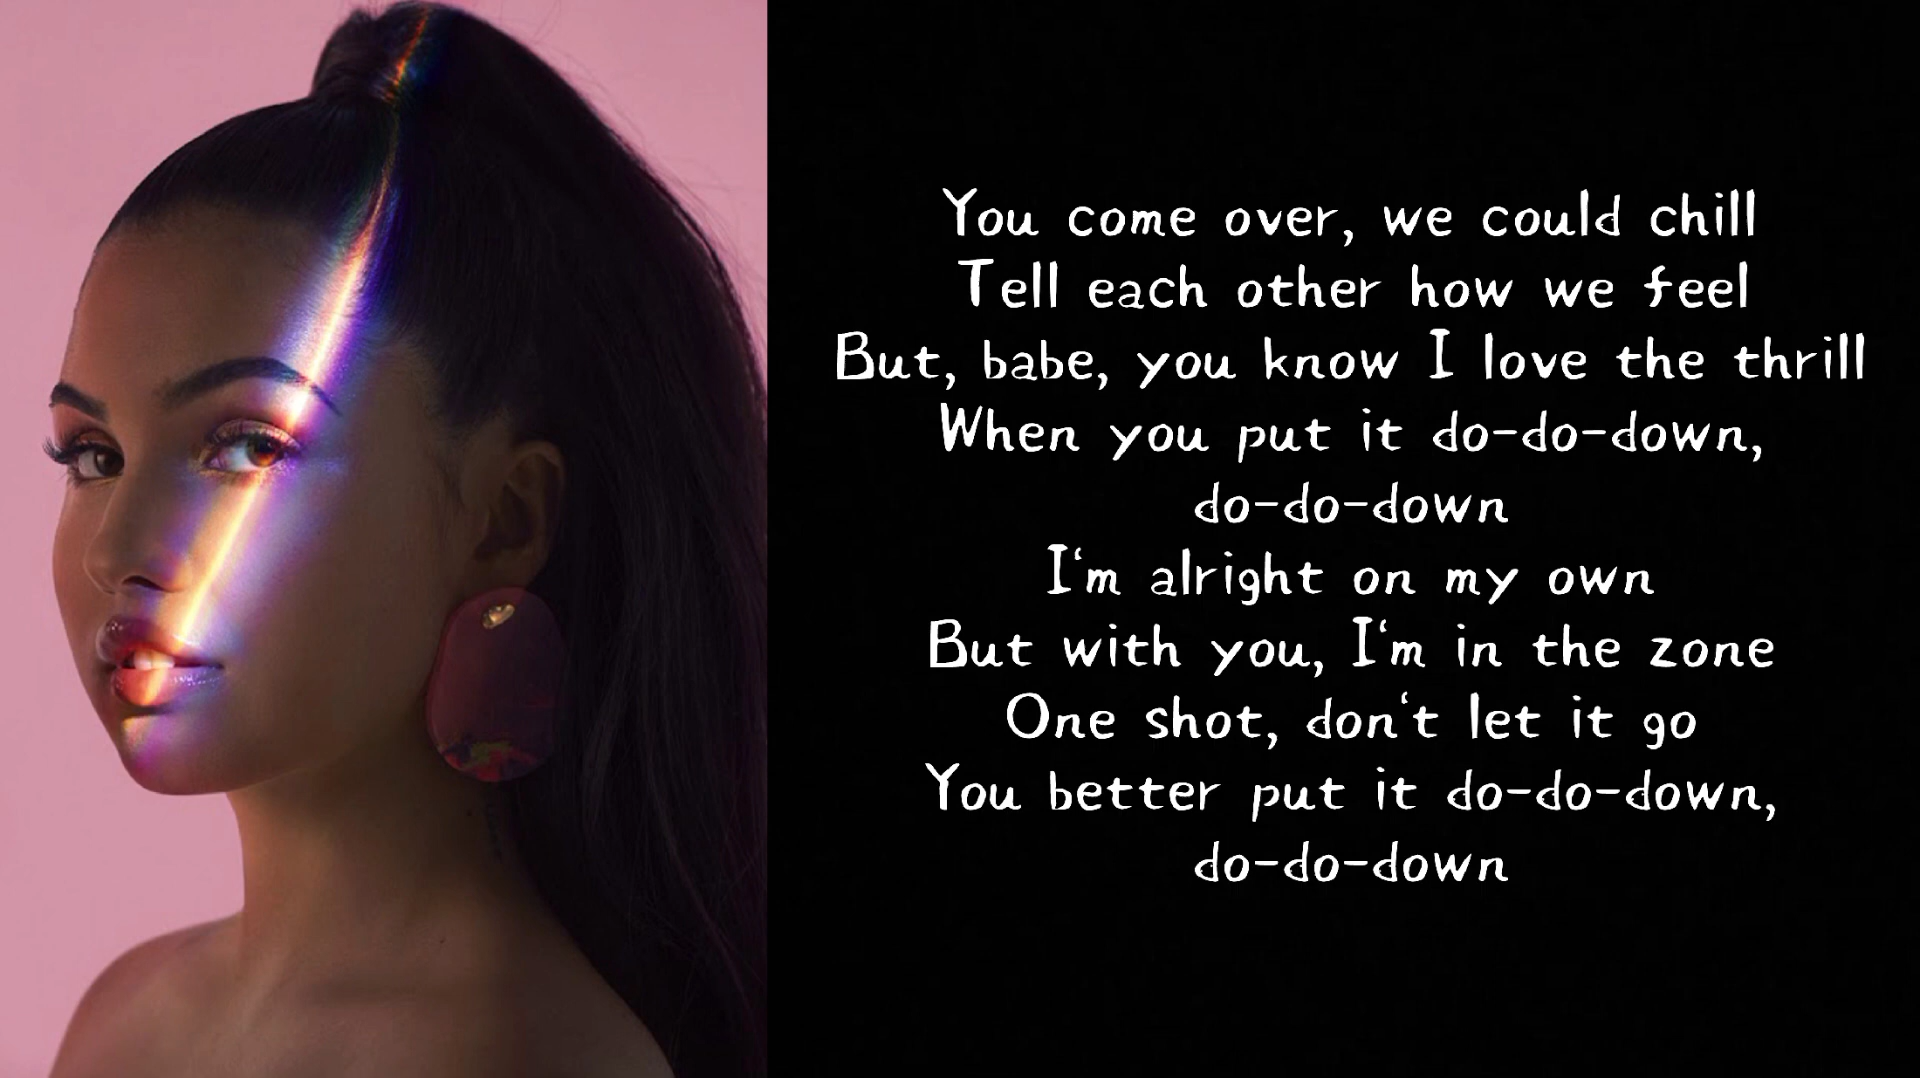 You come over, we could chill
Tell each other how we feel
But, babe, you know I love the thrill
When you put it do-do-down,
do-do-down
I'm alright on my own
But with you, I'm in the zone
One shot, don't let it go
You better put it do-do-down,
do-do-down